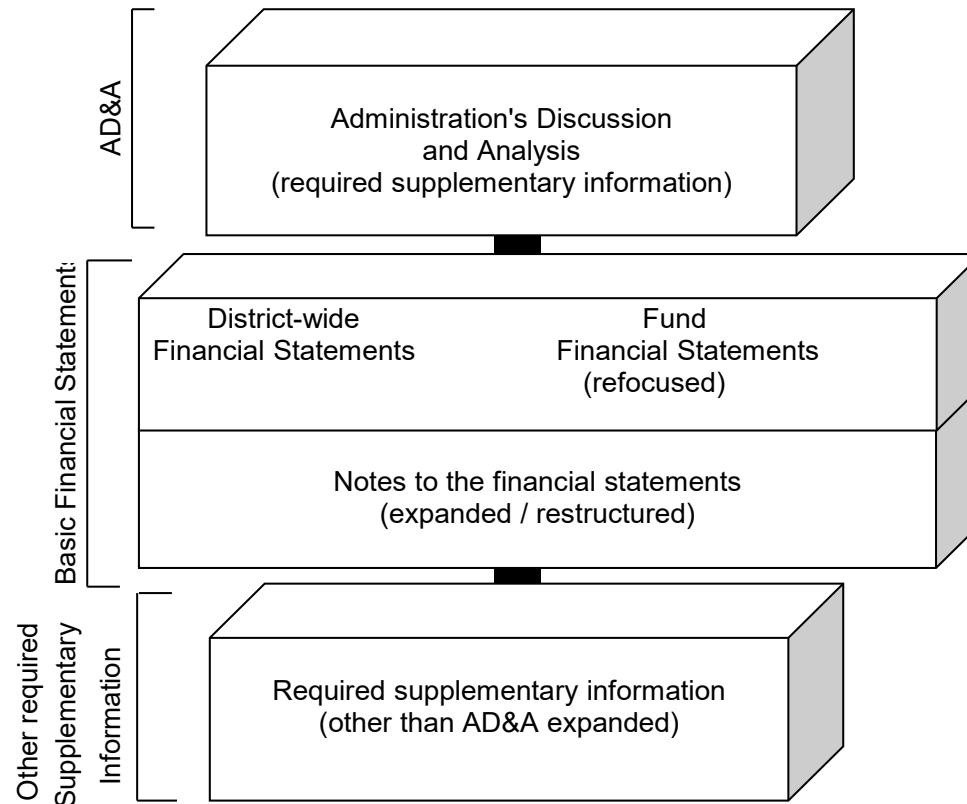 AD&A
Administration's Discussion
and Analysis
(required supplementary information)
Basic Financial Statements
District-wide
Financial Statements
Fund
Financial Statements
(refocused)
Notes to the financial statements
(expanded / restructured)
Other required
Supplementary
Information
Required supplementary information
(other than AD&A expanded)